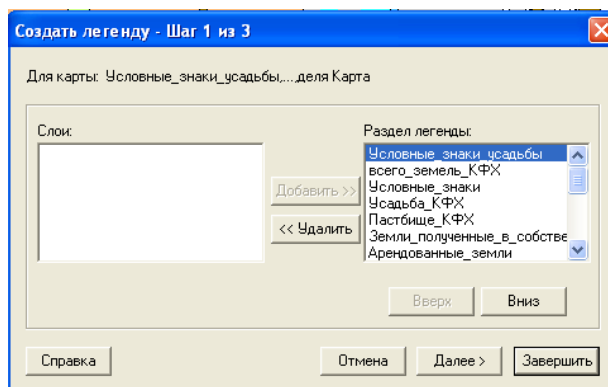 Создать легенду - Шаг 1 из 3
Для карты: Условные_знаки_усадьбы,...,деля Карта
Слои:
Раздел легенды:
Условные_знаки_усадьбы
всего_земель_КФХ
Условные_знаки
Усадьба_КФХ
Пастбище_КФХ
Земли_полученные_в_собстве
Арендованные_земли
Добавить >>
<< Удалить
Вверх
Вниз
Справка
Отмена
Далее >
Завершить